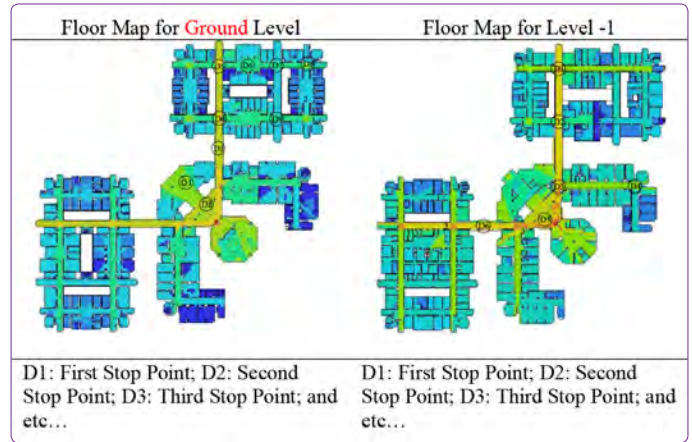 Floor Map for Ground Level
Floor Map for Level -1
D1
D1: First Stop Point; D2: Second
Stop Point; D3: Third Stop Point; and
etc…
D1: First Stop Point; D2: Second
Stop Point; D3: Third Stop Point; and
etc…